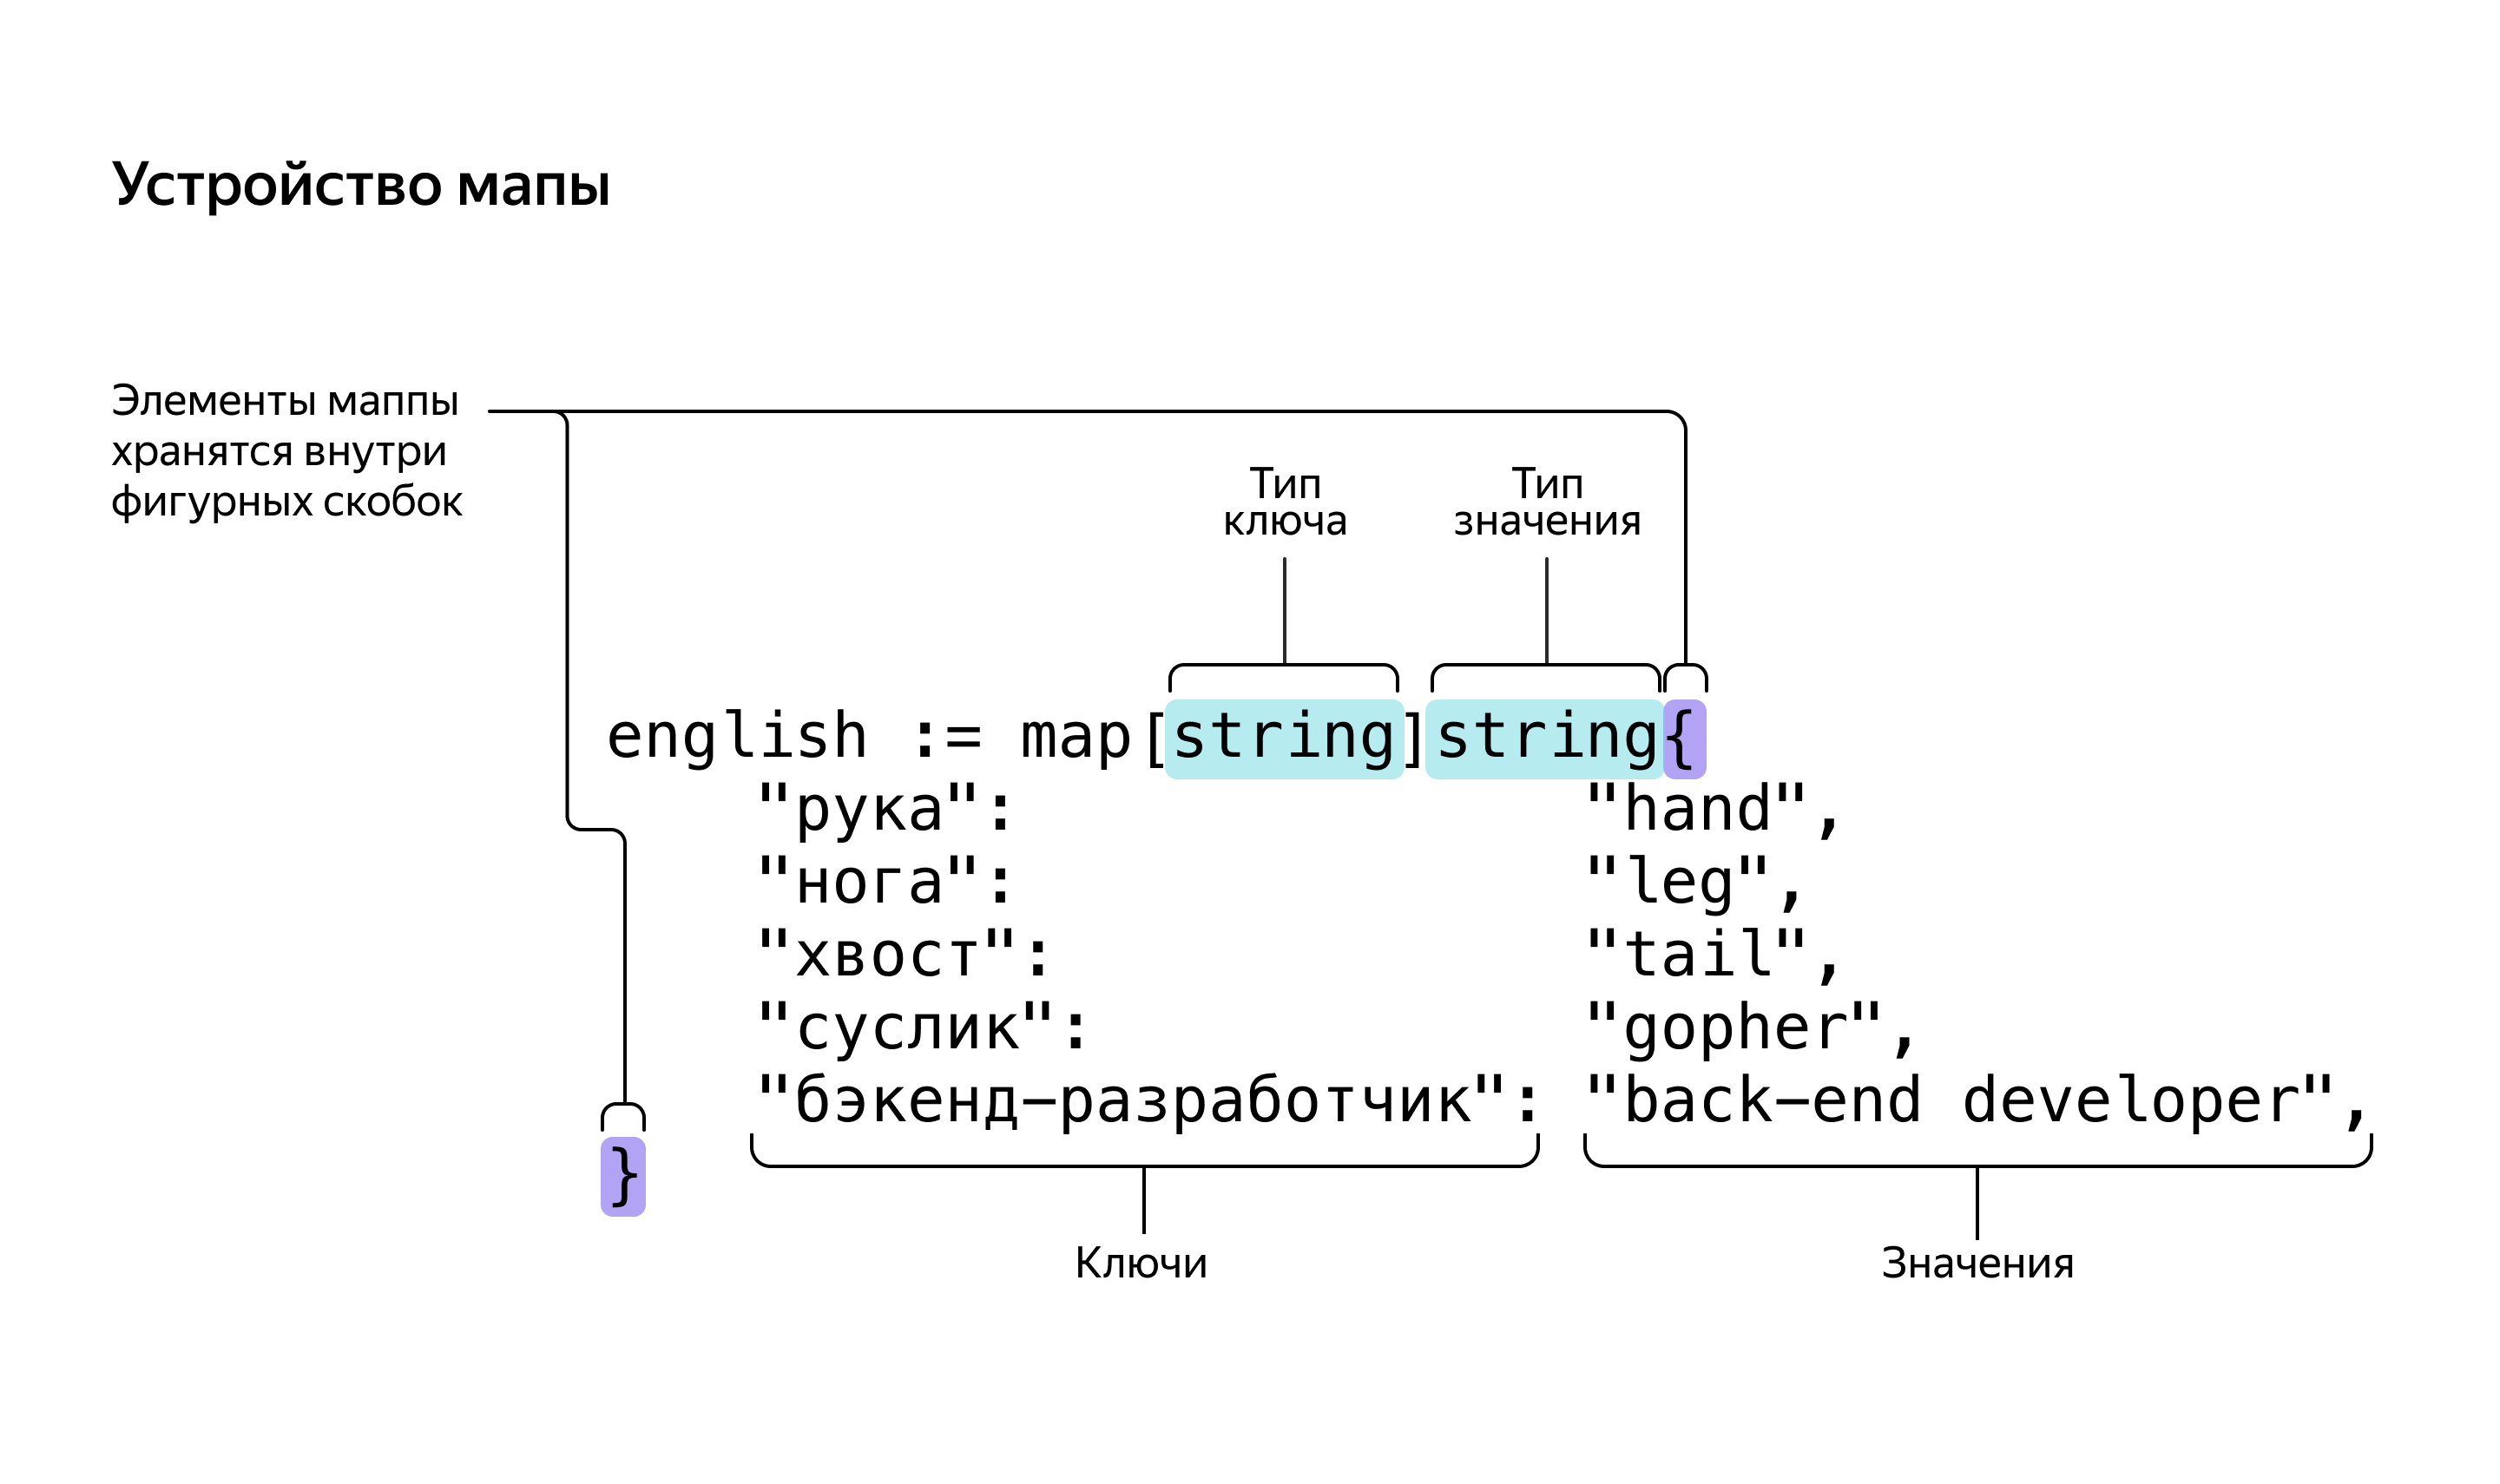 Устройство мапы
Элементы маппы
хранятся внутри
фигурных скобок
Тип
ключа
Тип
значения
english := map[string]string{
"рука": "hand",
"нога": "leg",
"хвост": "tail",
"суслик": "gopher",
"бэкенд-разработчик": "back-end developer",
}
Ключи
Значения